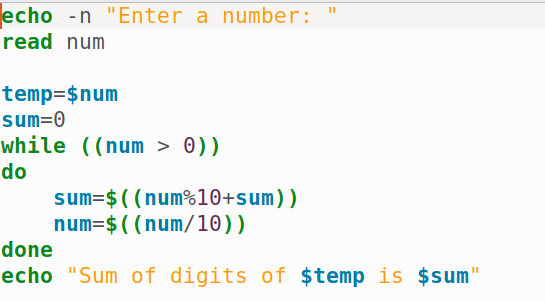 echo -n "Enter a number: "
read num

temp=$num
sum=0
while ((num > 0))
do
    sum=$((num%10+sum))
    num=$((num/10))
done
echo "Sum of digits of $temp is $sum"